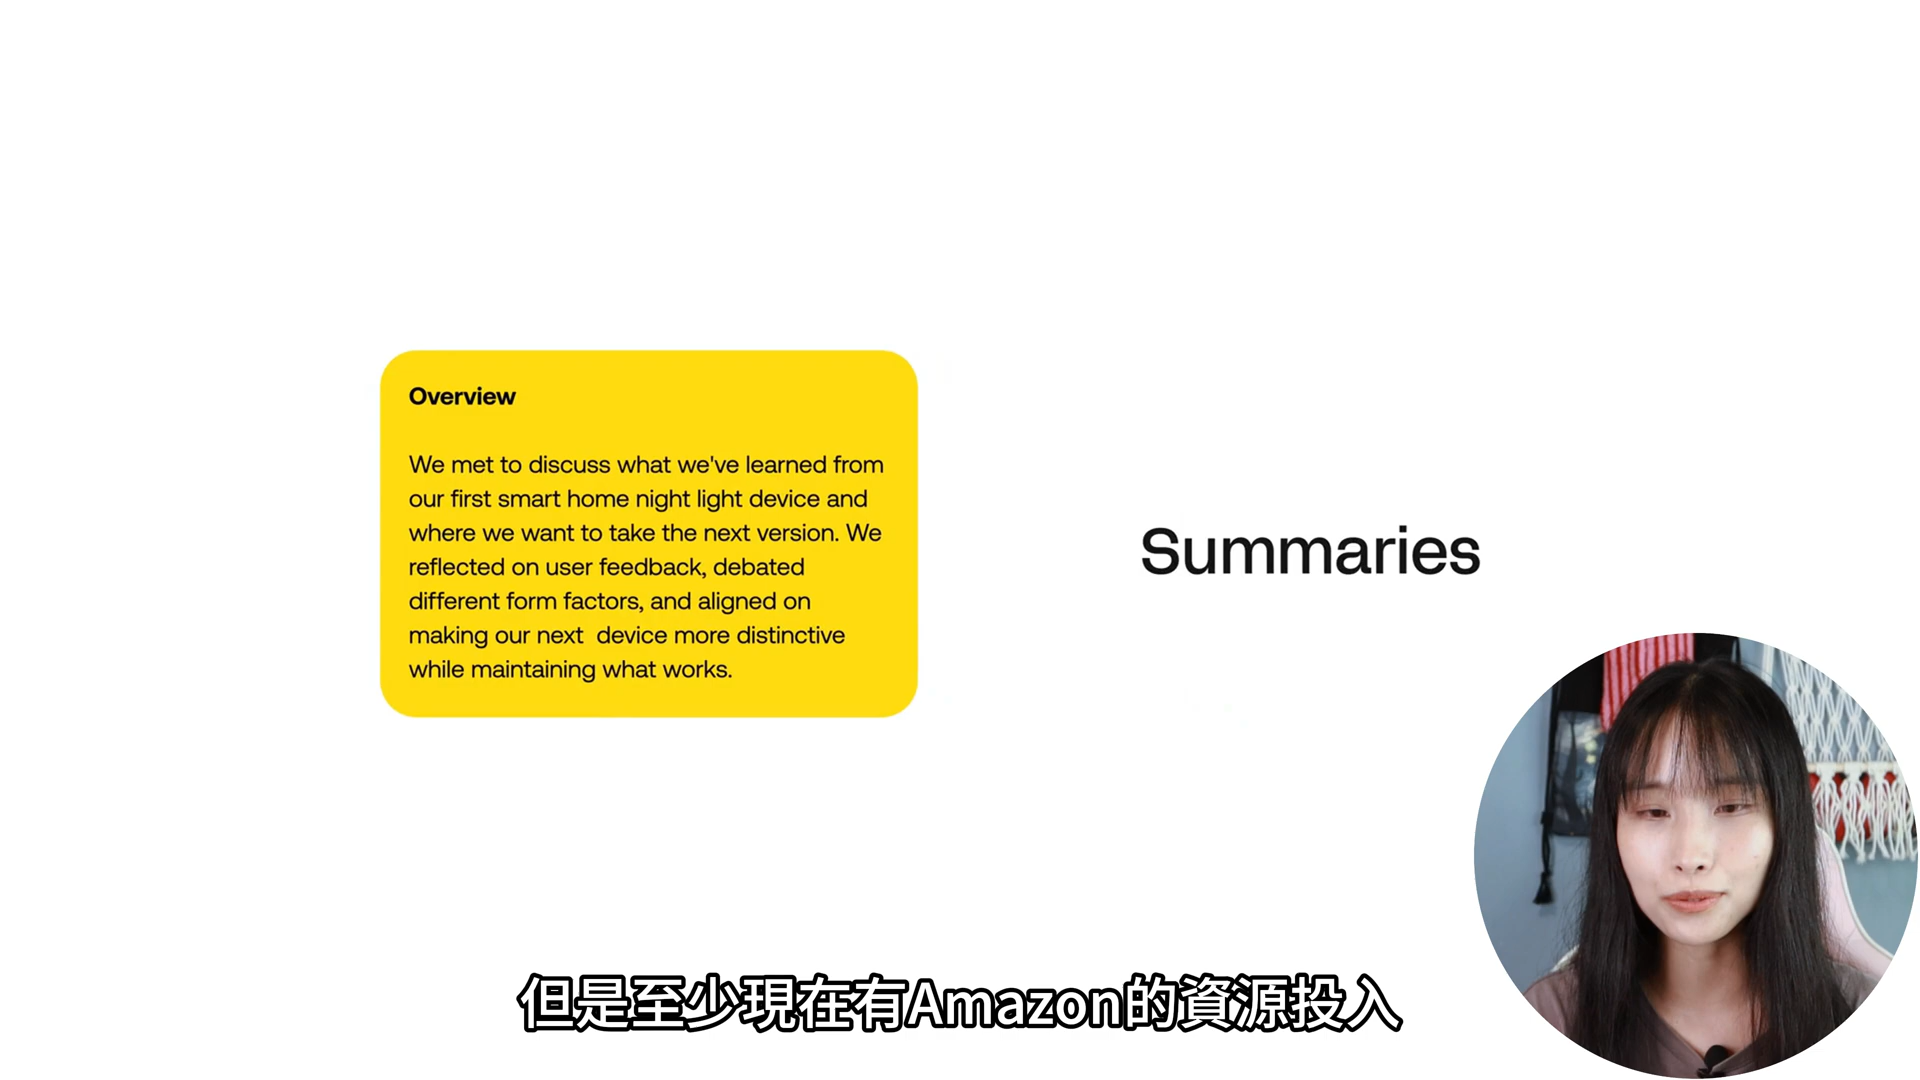 Overview
We met to discuss what we've learned from
our first smart home night light device and
where we want to take the next version. We
reflected on user feedback, debated
different form factors, and aligned on
making our next device more distinctive
while maintaining what works.
Summaries
但是至少現在有Amazon的資源投入